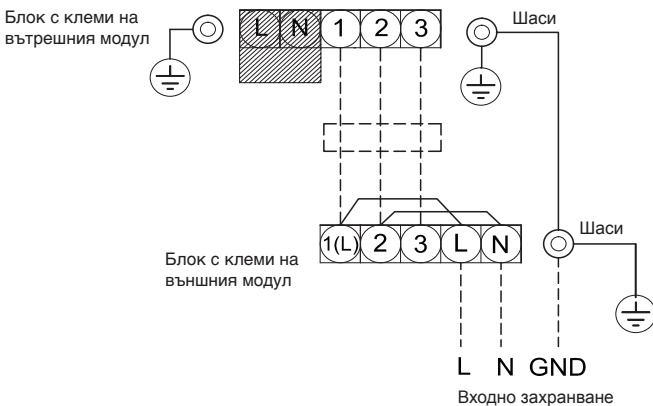 Блок с клеми на
вътрешния модул
L N 1 2 3
Шаси
Блок с клеми на
външния модул
1(L) 2 3 L N
Шаси
L N GND
Входно захранване